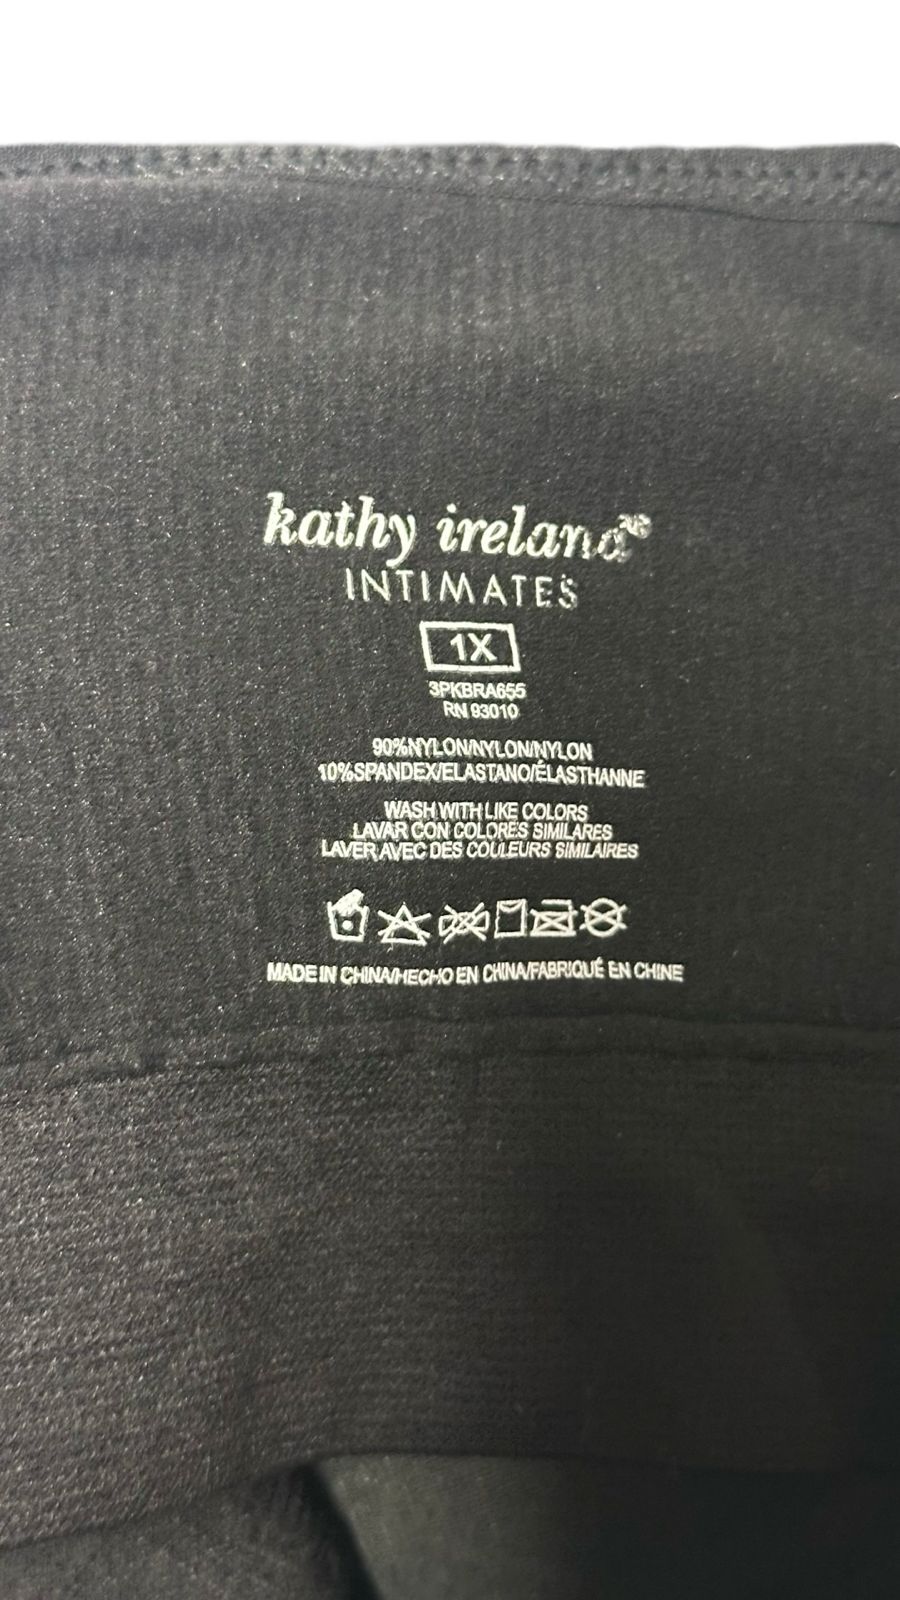 kathy ireland
INTIMATES
1X
3PKBRA655
RN 93010
90%NYLON/NYLON/NYLON
10%SPANDEX/ELASTANO/ÉLASTHANNE
WASH WITH LIKE COLORS
LAVAR CON COLORES SIMILARES
LAVER AVEC DES COULEURS SIMILAIRES
MADE IN CHINA/HECHO EN CHINA/FABRIQUÉ EN CHINE